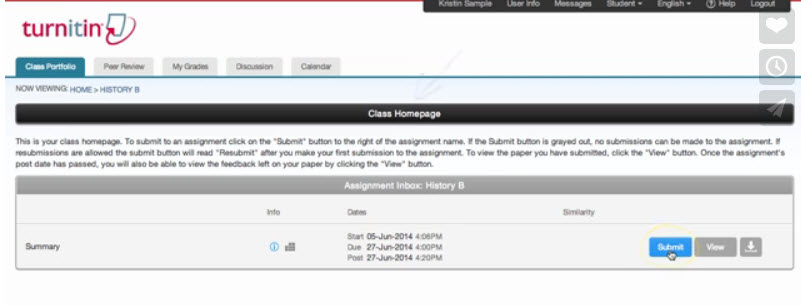 Kristin Sample User Info Messages Student English ? Help Logout
turnitin
Class Portfolio Peer Review My Grades Discussion Calendar
NOW VIEWING: HOME > HISTORY B
Class Homepage
This is your class homepage. To submit to an assignment click on the "Submit" button to the right of the assignment name. If the Submit button is grayed out, no submissions can be made to the assignment. If
resubmissions are allowed the submit button will read "Resubmit" after you make your first submission to the assignment. To view the paper you have submitted, click the "View" button. Once the assignment's
post date has passed, you will also be able to view the feedback left on your paper by clicking the "View" button.
Assignment Inbox: History B
Info Dates Similarity
Start 05-Jun-2014 4:06PM
Summary Due 27-Jun-2014 4:00PM Submit View
Post 27-Jun-2014 4:20PM